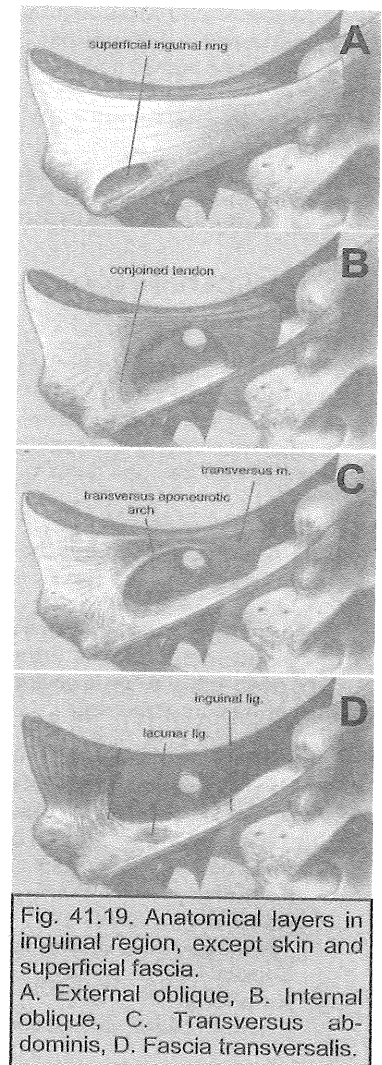 superficial inguinal ring
A
B
conjoined tendon
C
transversus m.
transversus aponeurotic
arch
inguinal lig.
D
lacunar lig.
Fig. 41.19. Anatomical layers in
inguinal region, except skin and
superficial fascia.
A. External oblique, B. Internal
oblique, C. Transversus ab-
dominis, D. Fascia transversalis.